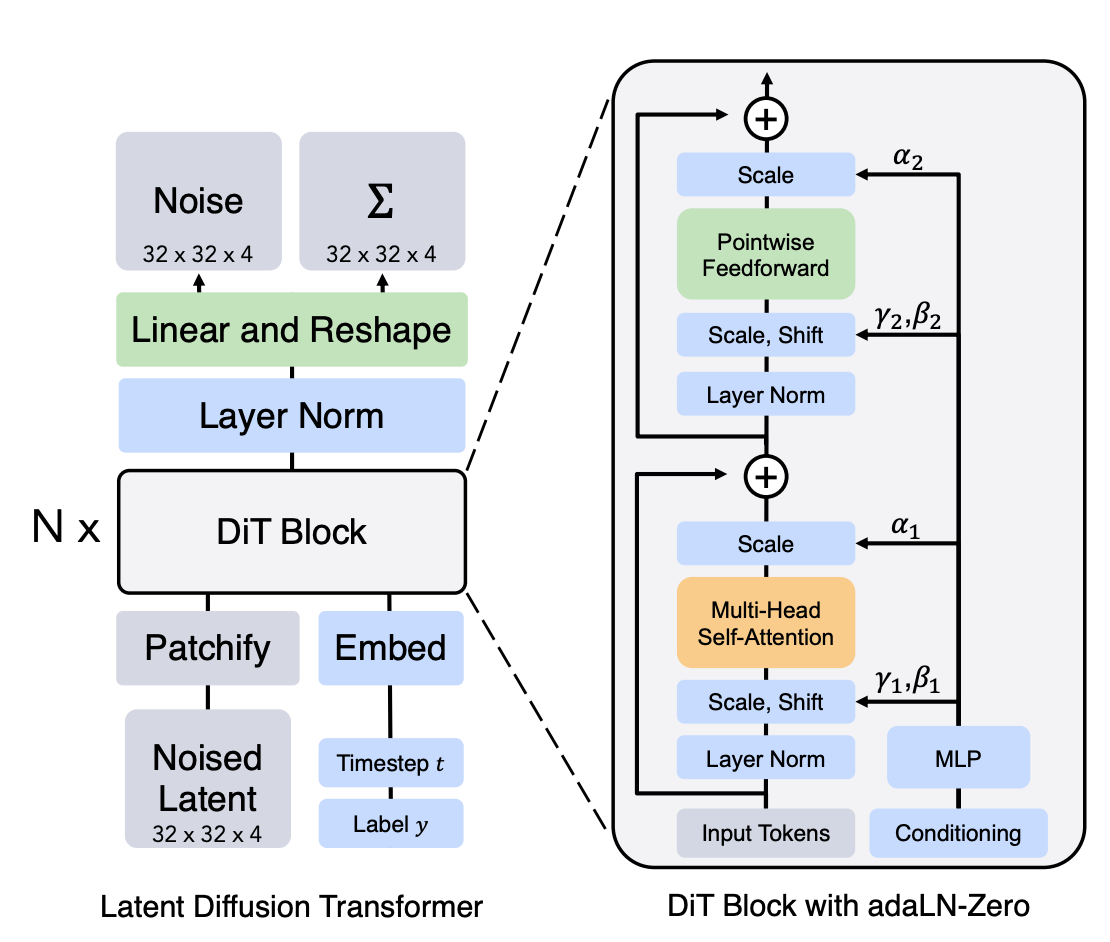 Noise
32 x 32 x 4
Σ
32 x 32 x 4
Linear and Reshape
Layer Norm
N x
DiT Block
Patchify
Embed
Noised
Latent
32 x 32 x 4
Timestep t
Label y
Latent Diffusion Transformer
+
α₂
Scale
Pointwise
Feedforward
γ₂,β₂
Scale, Shift
Layer Norm
+
α₁
Scale
Multi-Head
Self-Attention
γ₁,β₁
Scale, Shift
Layer Norm
MLP
Input Tokens
Conditioning
DiT Block with adaLN-Zero